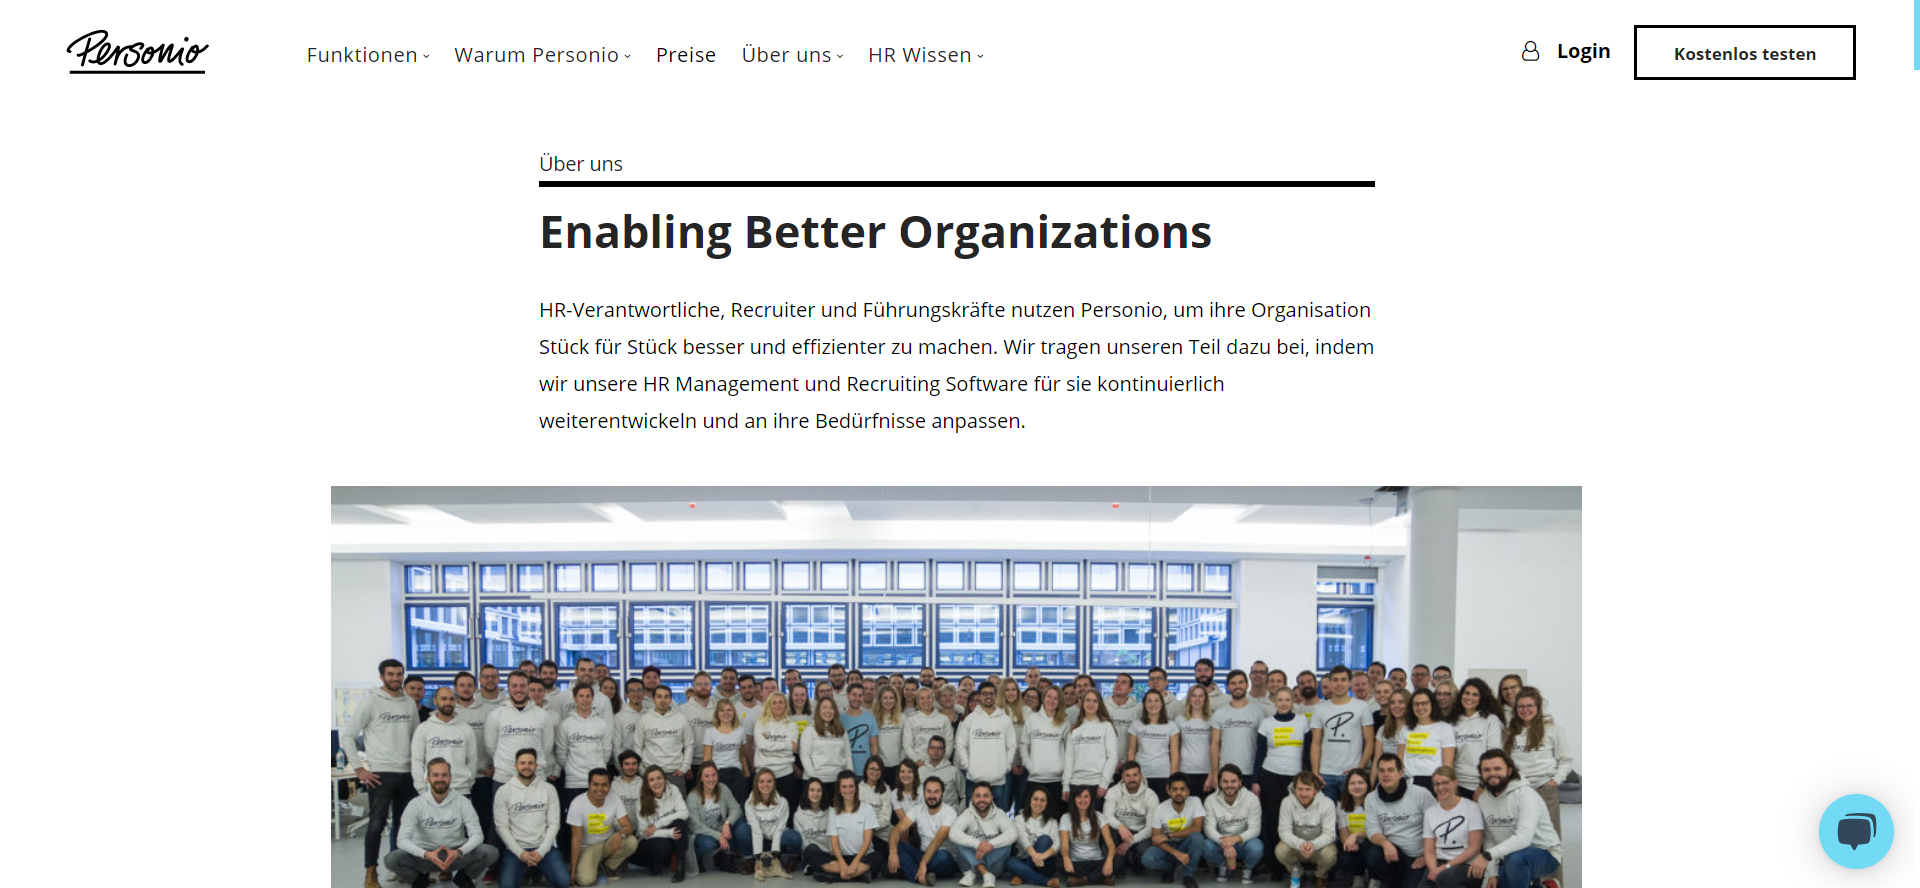 Personio
Funktionen
Warum Personio
Preise
Über uns
HR Wissen
Login
Kostenlos testen
Über uns
Enabling Better Organizations
HR-Verantwortliche, Recruiter und Führungskräfte nutzen Personio, um ihre Organisation
Stück für Stück besser und effizienter zu machen. Wir tragen unseren Teil dazu bei, indem
wir unsere HR Management und Recruiting Software für sie kontinuierlich
weiterentwickeln und an ihre Bedürfnisse anpassen.
Personio
Personio
P.
P.